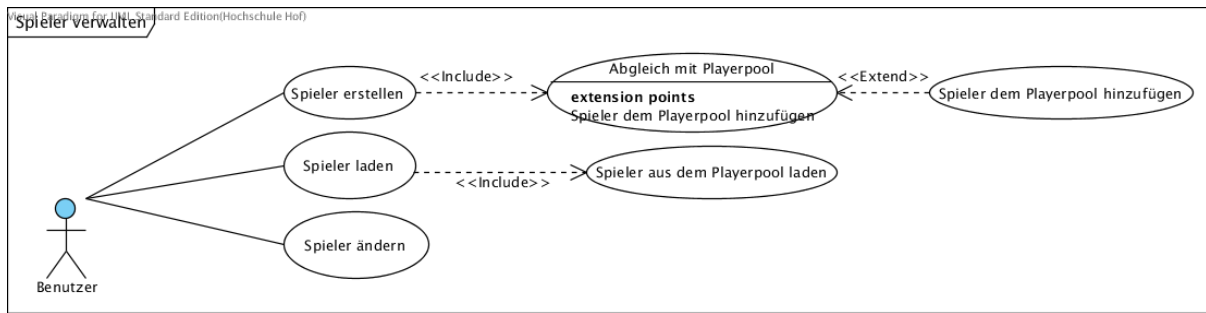 Visual Paradigm for UML Standard Edition(Hochschule Hof)
Spieler verwalten
Abgleich mit Playerpool
<<Include>>
<<Extend>>
Spieler erstellen
extension points
Spieler dem Playerpool hinzufügen
Spieler dem Playerpool hinzufügen
Spieler laden
Spieler aus dem Playerpool laden
<<Include>>
Spieler ändern
Benutzer